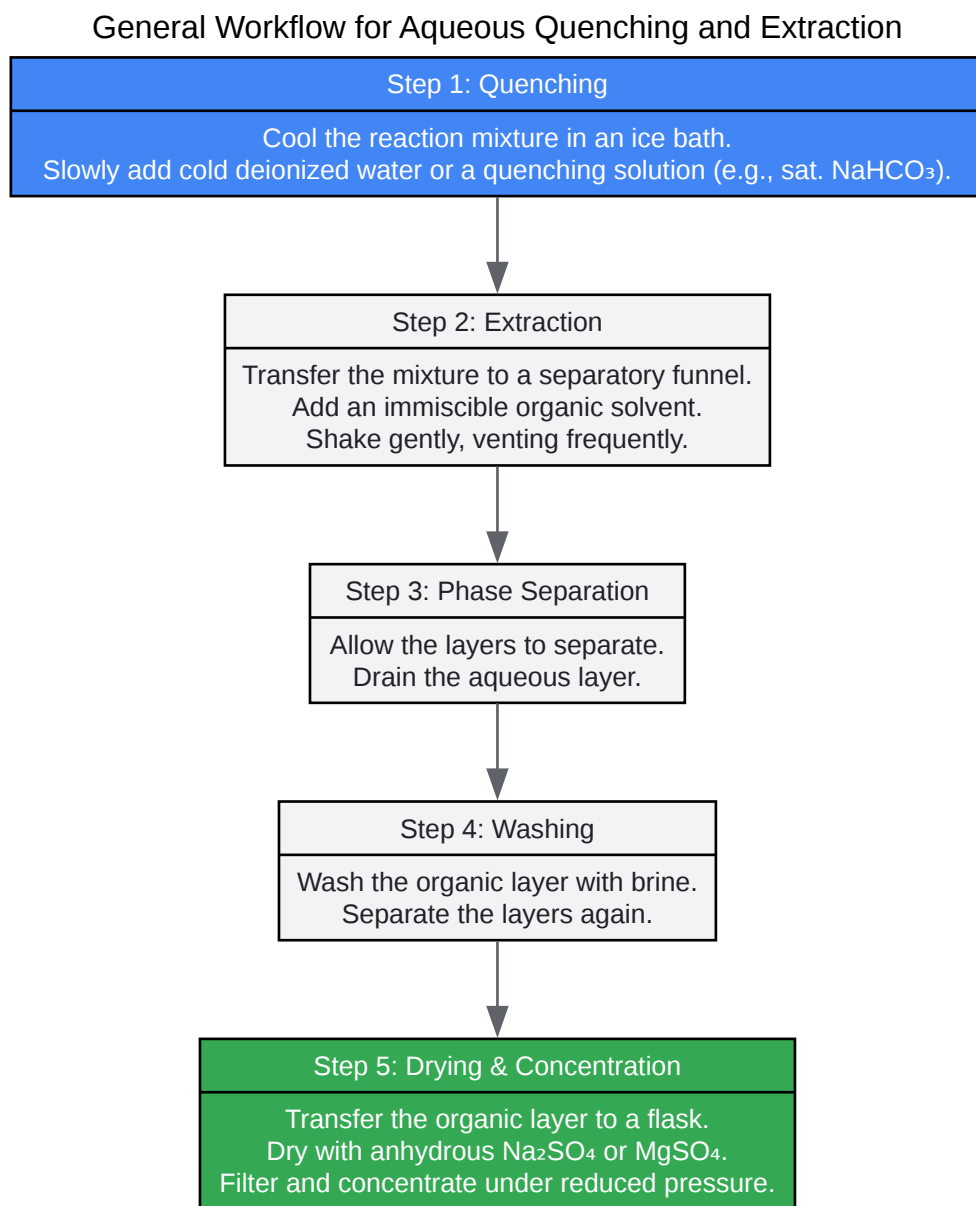 General Workflow for Aqueous Quenching and Extraction
Step 1: Quenching
Cool the reaction mixture in an ice bath.
Slowly add cold deionized water or a quenching solution (e.g., sat. NaHCO₃).
Step 2: Extraction
Transfer the mixture to a separatory funnel.
Add an immiscible organic solvent.
Shake gently, venting frequently.
Step 3: Phase Separation
Allow the layers to separate.
Drain the aqueous layer.
Step 4: Washing
Wash the organic layer with brine.
Separate the layers again.
Step 5: Drying & Concentration
Transfer the organic layer to a flask.
Dry with anhydrous Na₂SO₄ or MgSO₄.
Filter and concentrate under reduced pressure.